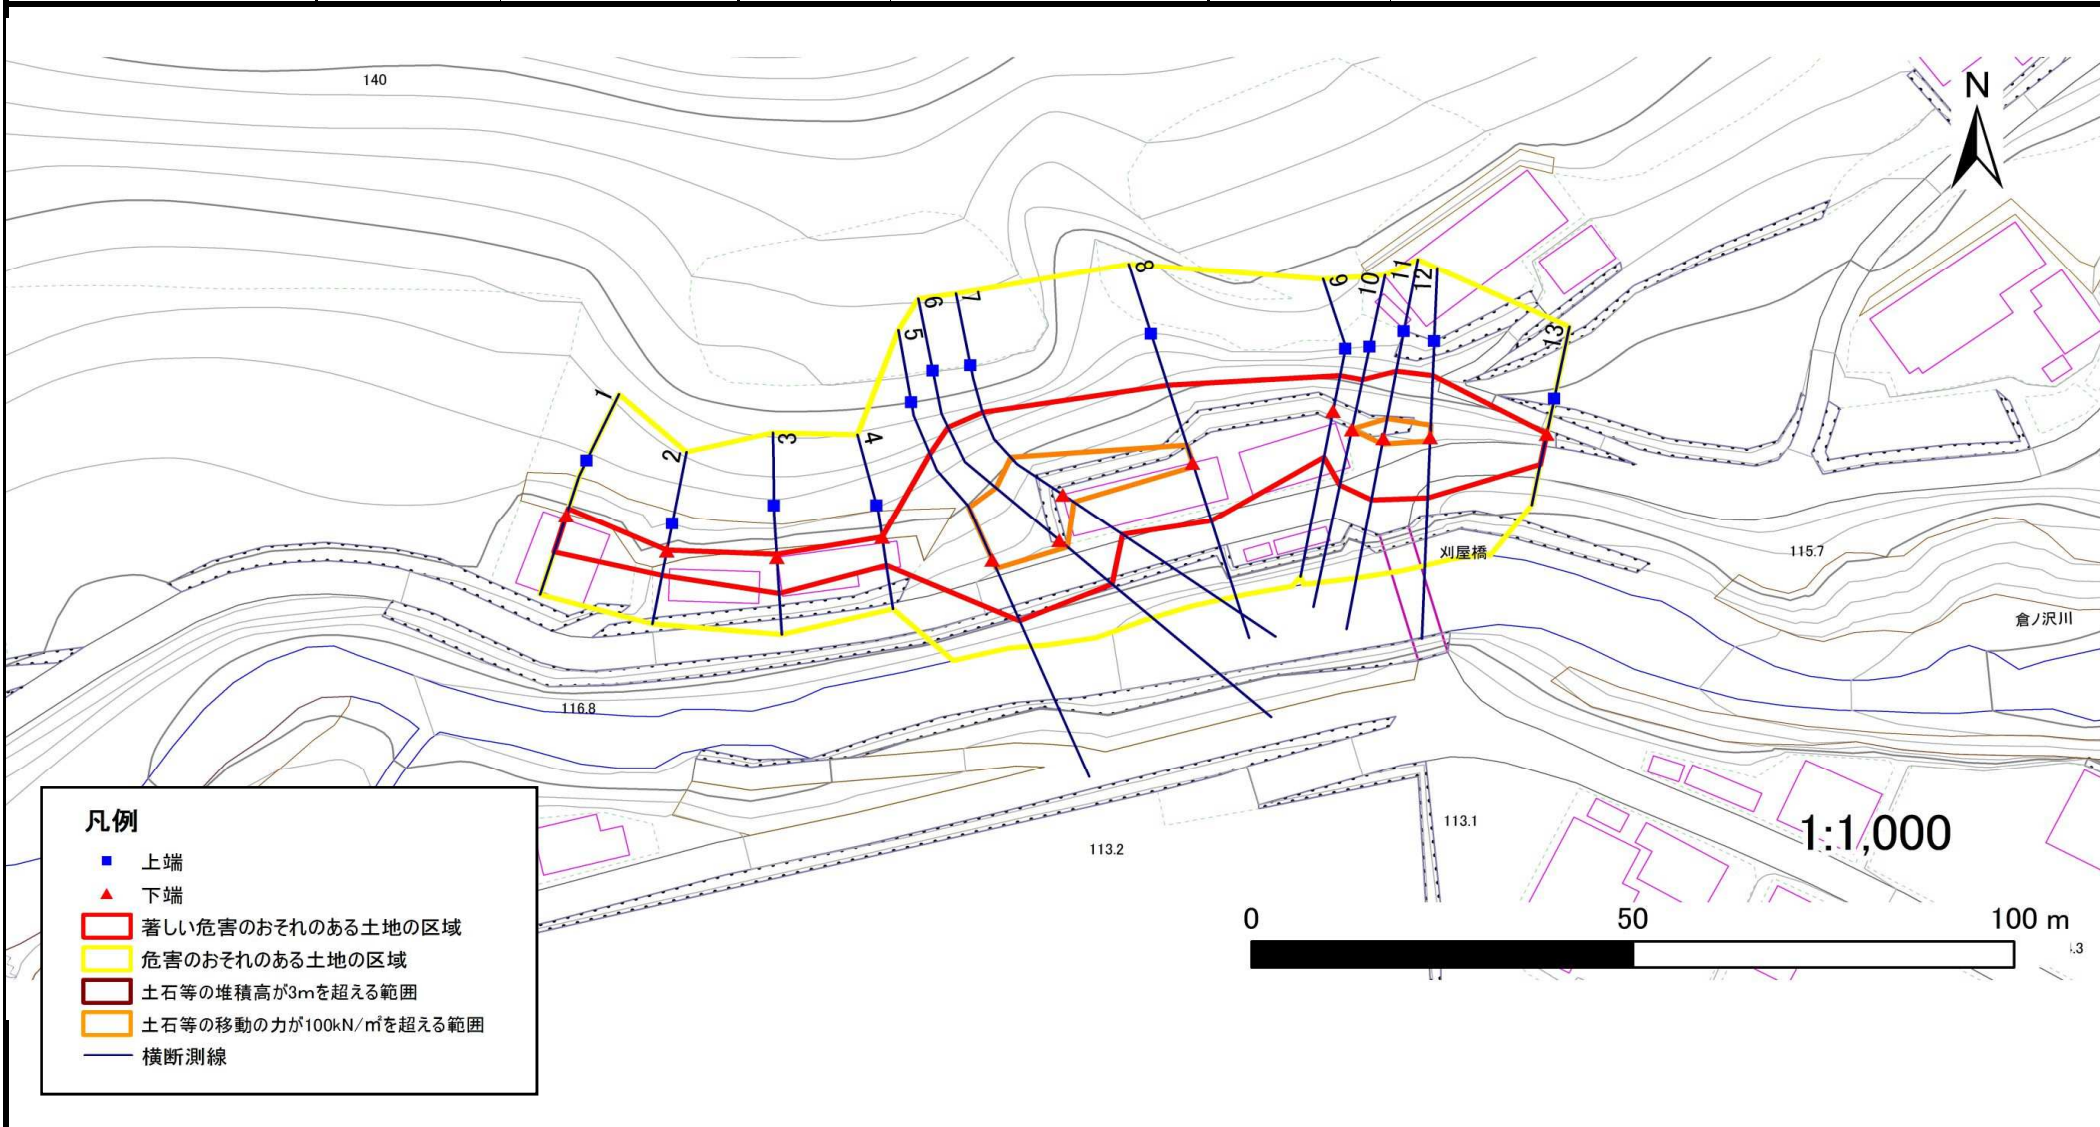 140
N
1
2
3
4
5
6
7
8
9
10
11
12
13
刈屋橋
115.7
倉ノ沢川
116.8
113.2
113.1
1:1,000
0 50 100 m
凡例
上端
下端
著しい危害のおそれのある土地の区域
危害のおそれのある土地の区域
土石等の堆積高が3mを超える範囲
土石等の移動の力が100kN/㎡を超える範囲
横断測線